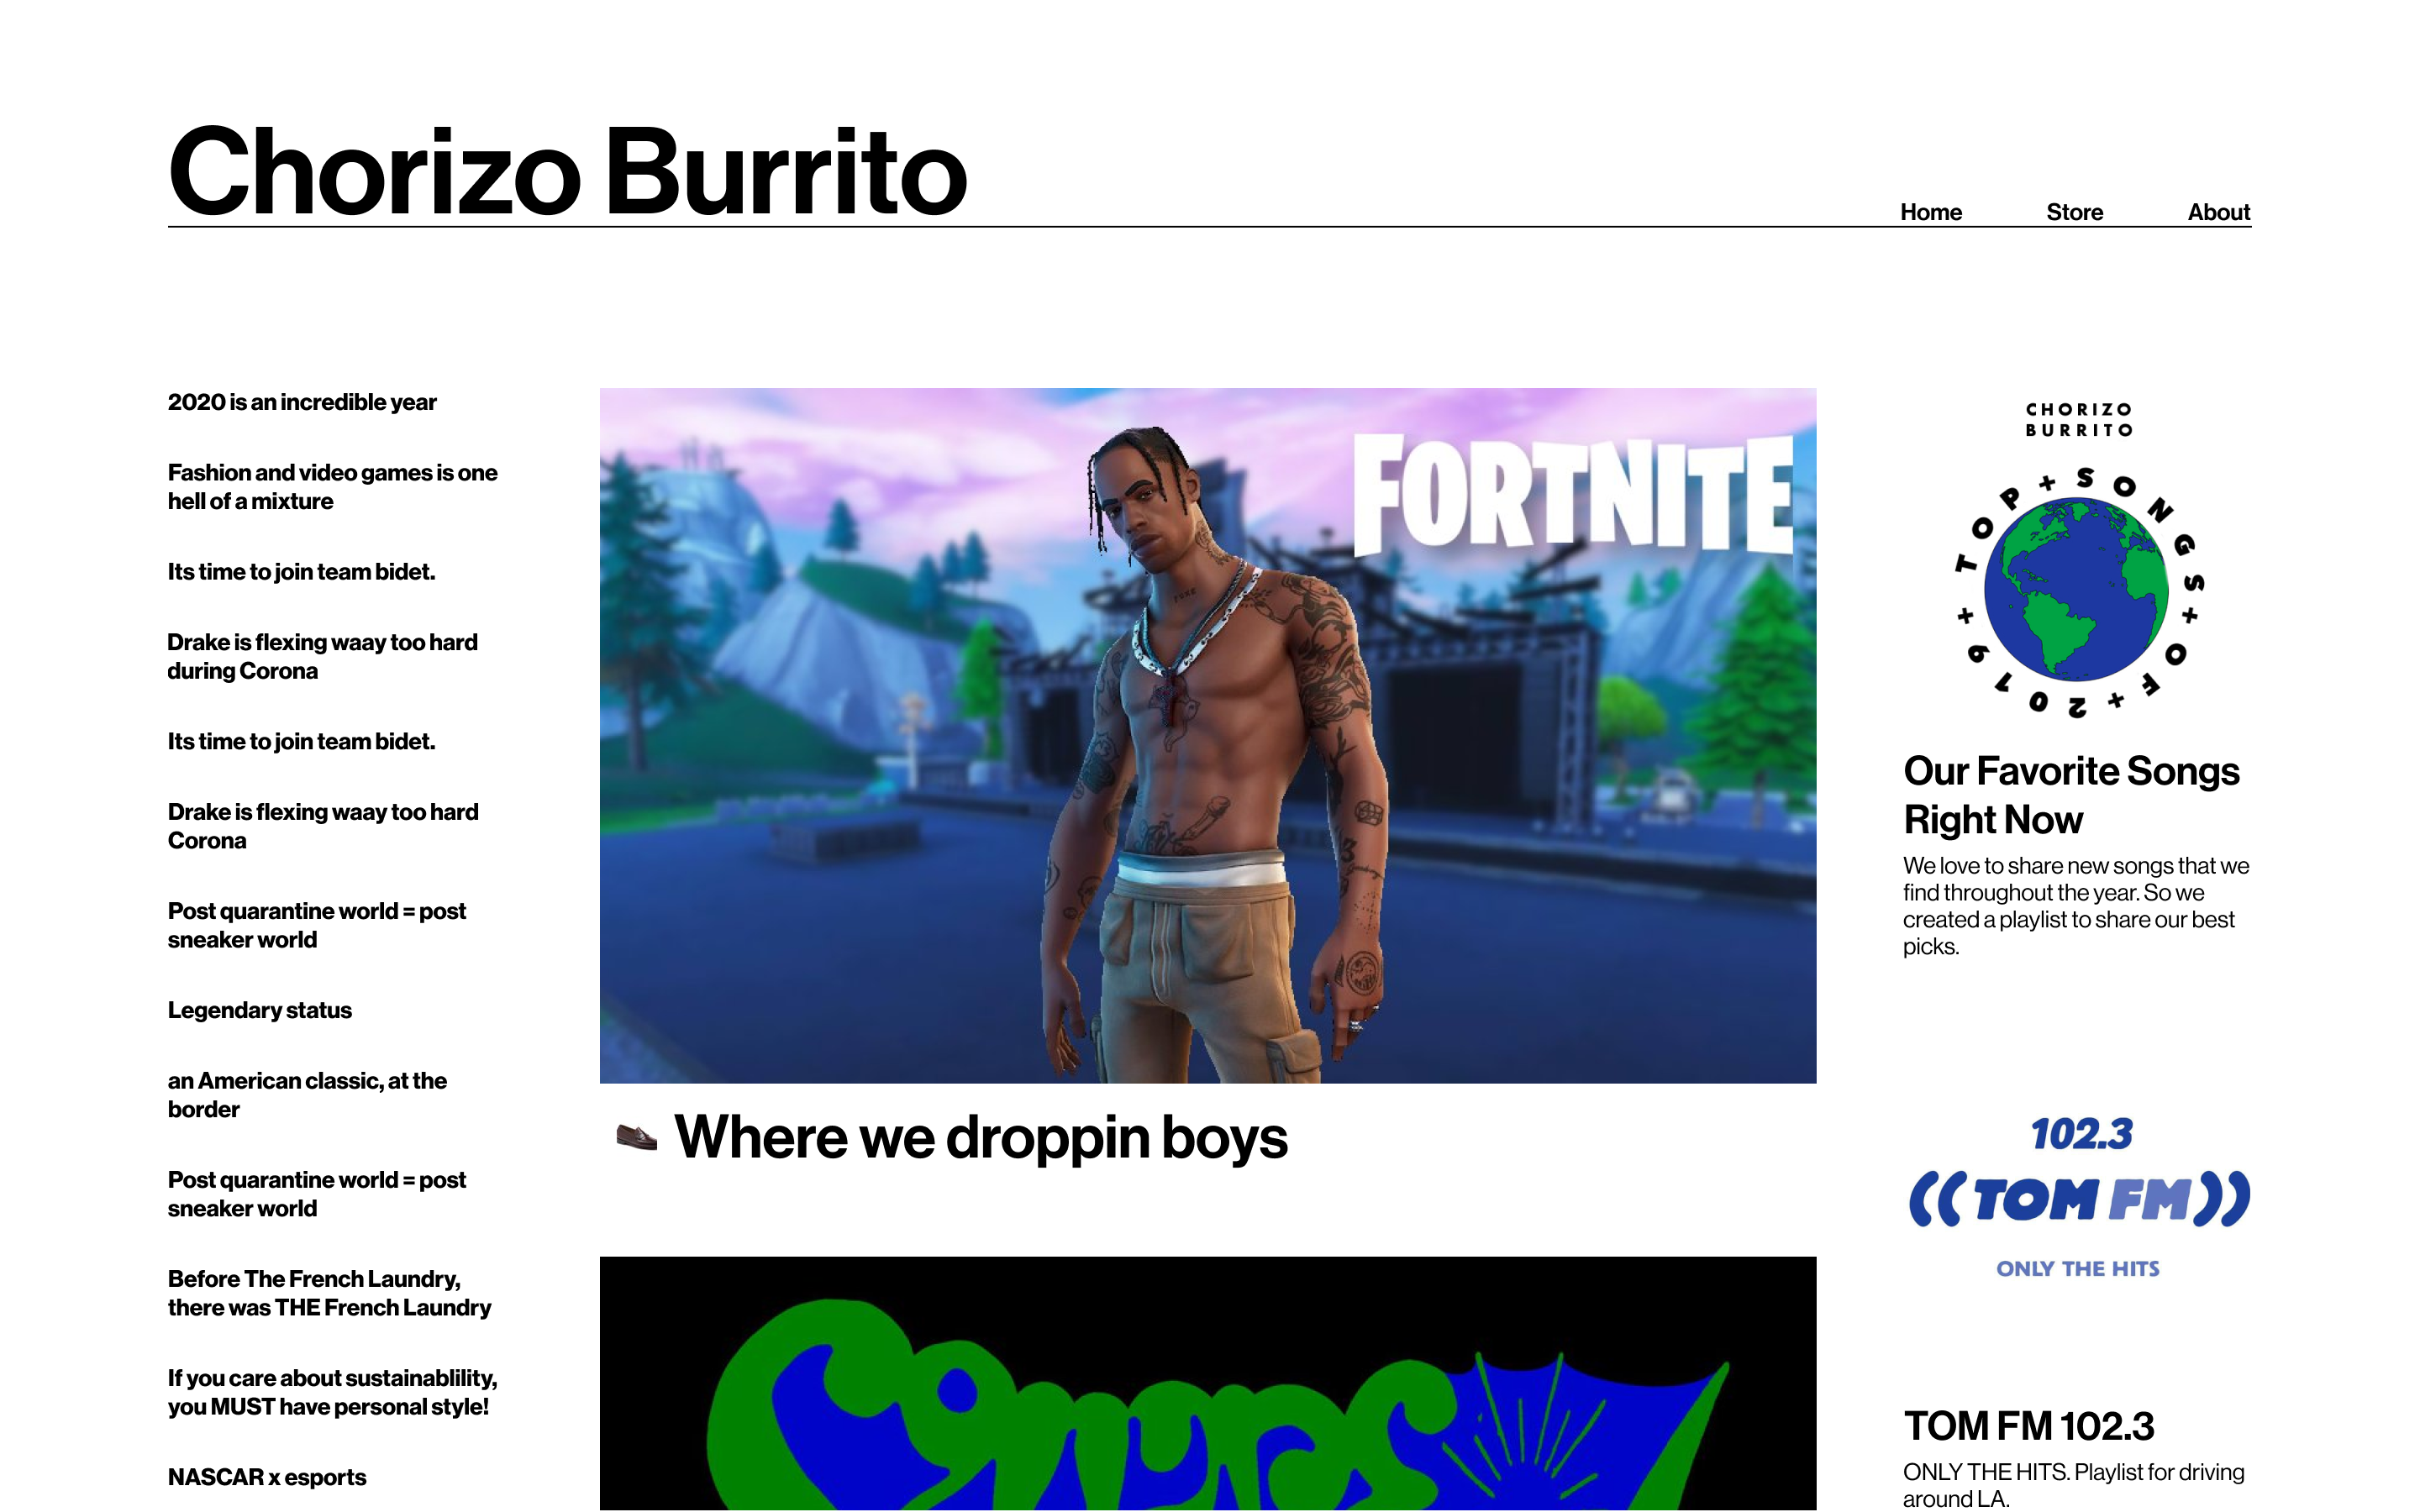 Chorizo Burrito
Home
Store
About
2020 is an incredible year
Fashion and video games is one
hell of a mixture
Its time to join team bidet.
Drake is flexing waay too hard
during Corona
Its time to join team bidet.
Drake is flexing waay too hard
Corona
Post quarantine world = post
sneaker world
Legendary status
an American classic, at the
border
Post quarantine world = post
sneaker world
Before The French Laundry,
there was THE French Laundry
If you care about sustainablility,
you MUST have personal style!
NASCAR x esports
FORTNITE
Where we droppin boys
CHORIZO
BURRITO
TOP + SONGS + OF + 2019 +
Our Favorite Songs
Right Now
We love to share new songs that we
find throughout the year. So we
created a playlist to share our best
picks.
102.3
((TOM FM))
ONLY THE HITS
TOM FM 102.3
ONLY THE HITS. Playlist for driving
around LA.